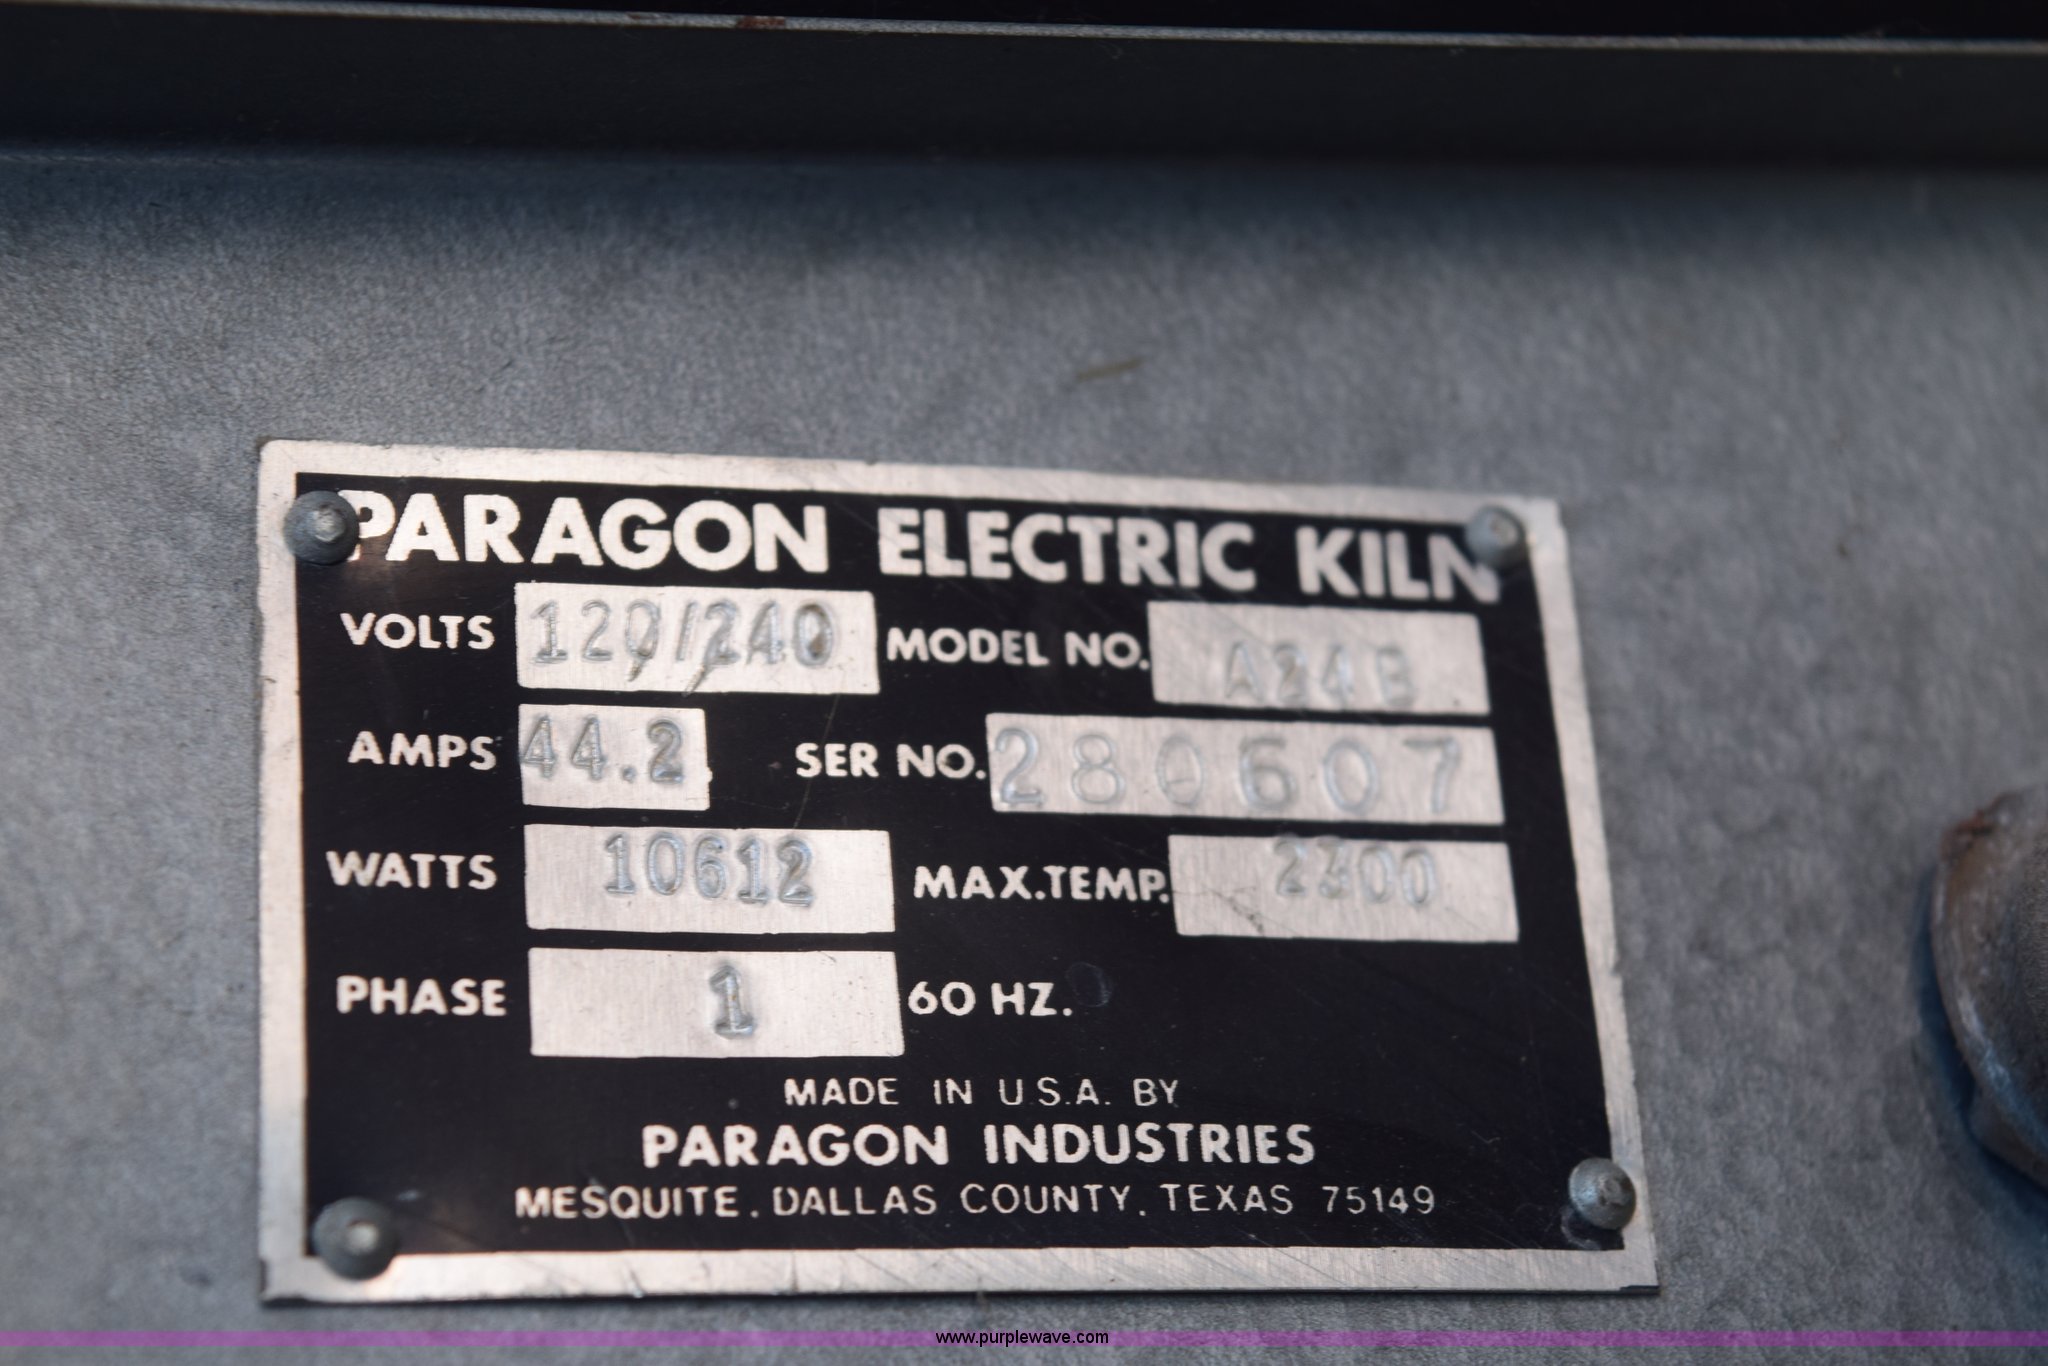 PARAGON ELECTRIC KILN
VOLTS 120/240 MODEL NO. A24B
AMPS 44.2 SER NO. 280607
WATTS 10612 MAX.TEMP. 2300
PHASE 1 60 HZ.
MADE IN U.S.A. BY
PARAGON INDUSTRIES
MESQUITE, DALLAS COUNTY, TEXAS 75149
www.purplewave.com